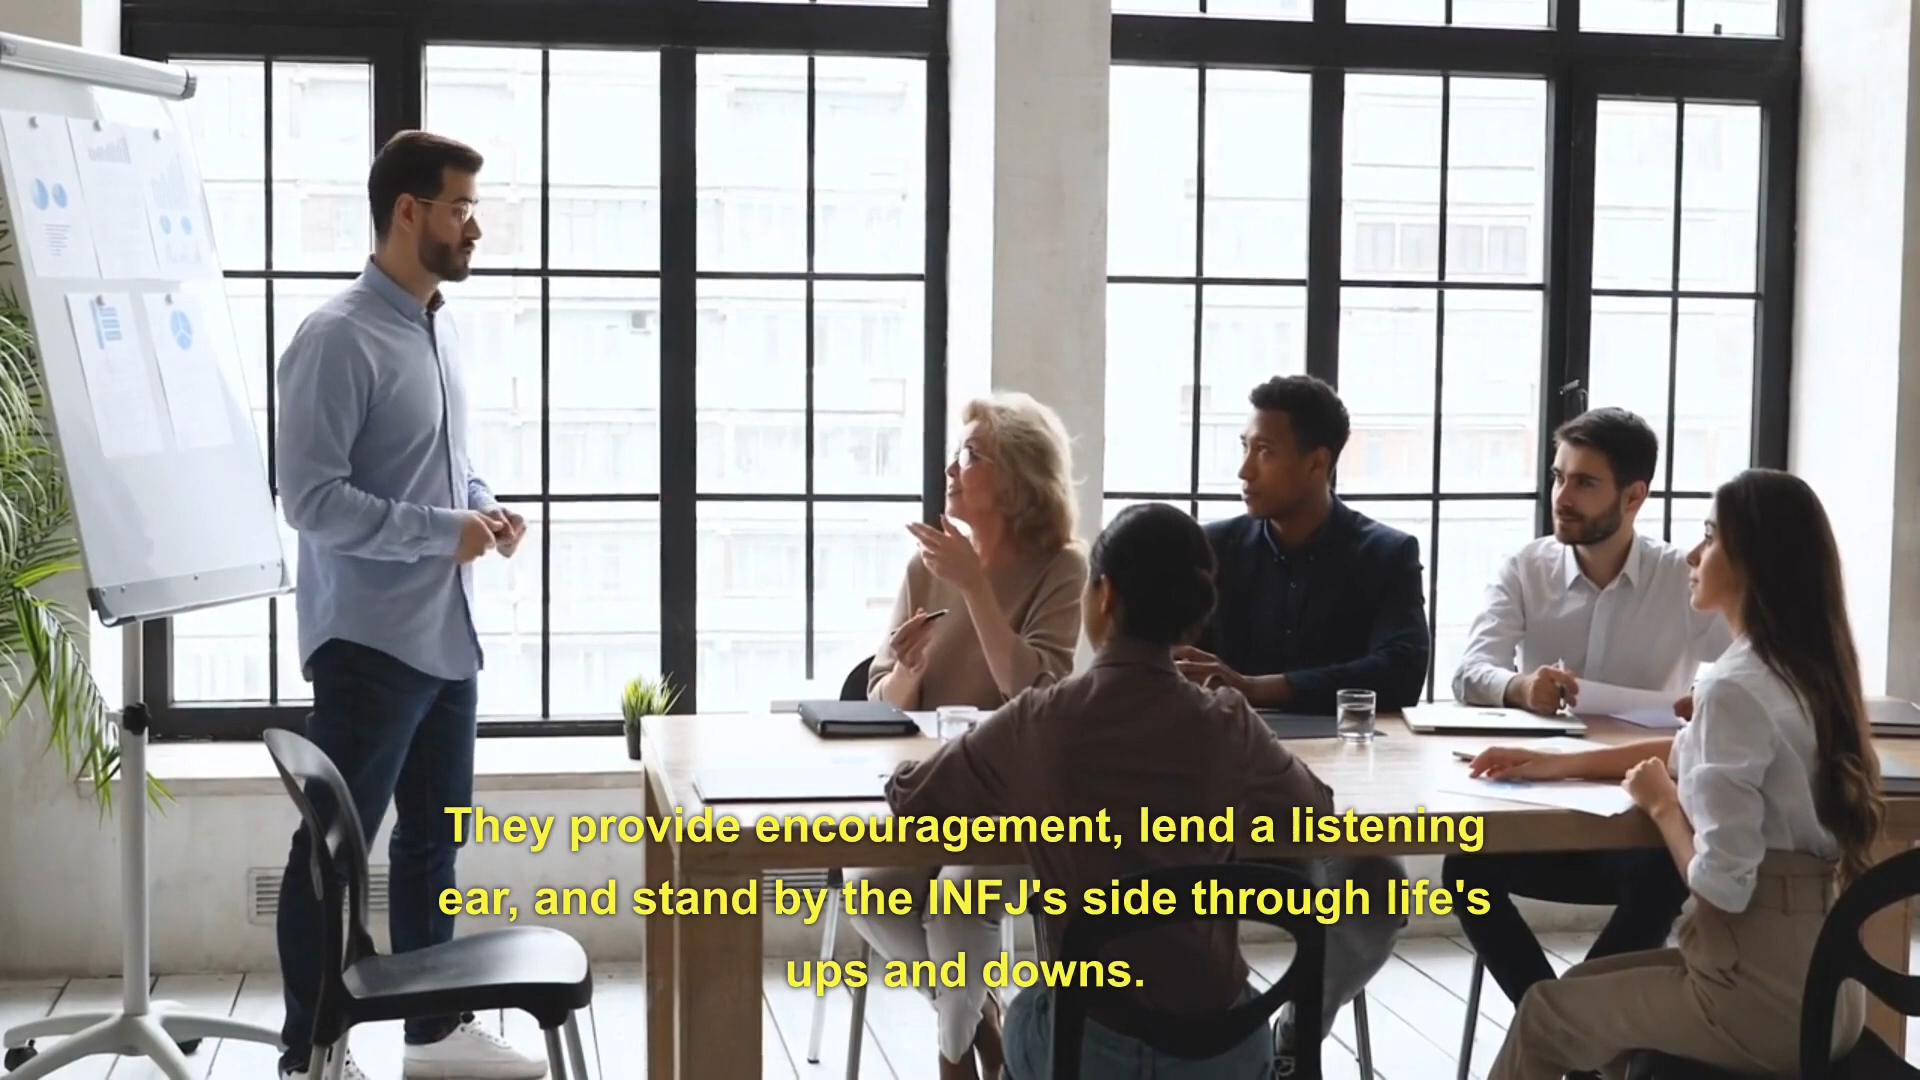 They provide encouragement, lend a listening
ear, and stand by the INFJ's side through life's
ups and downs.